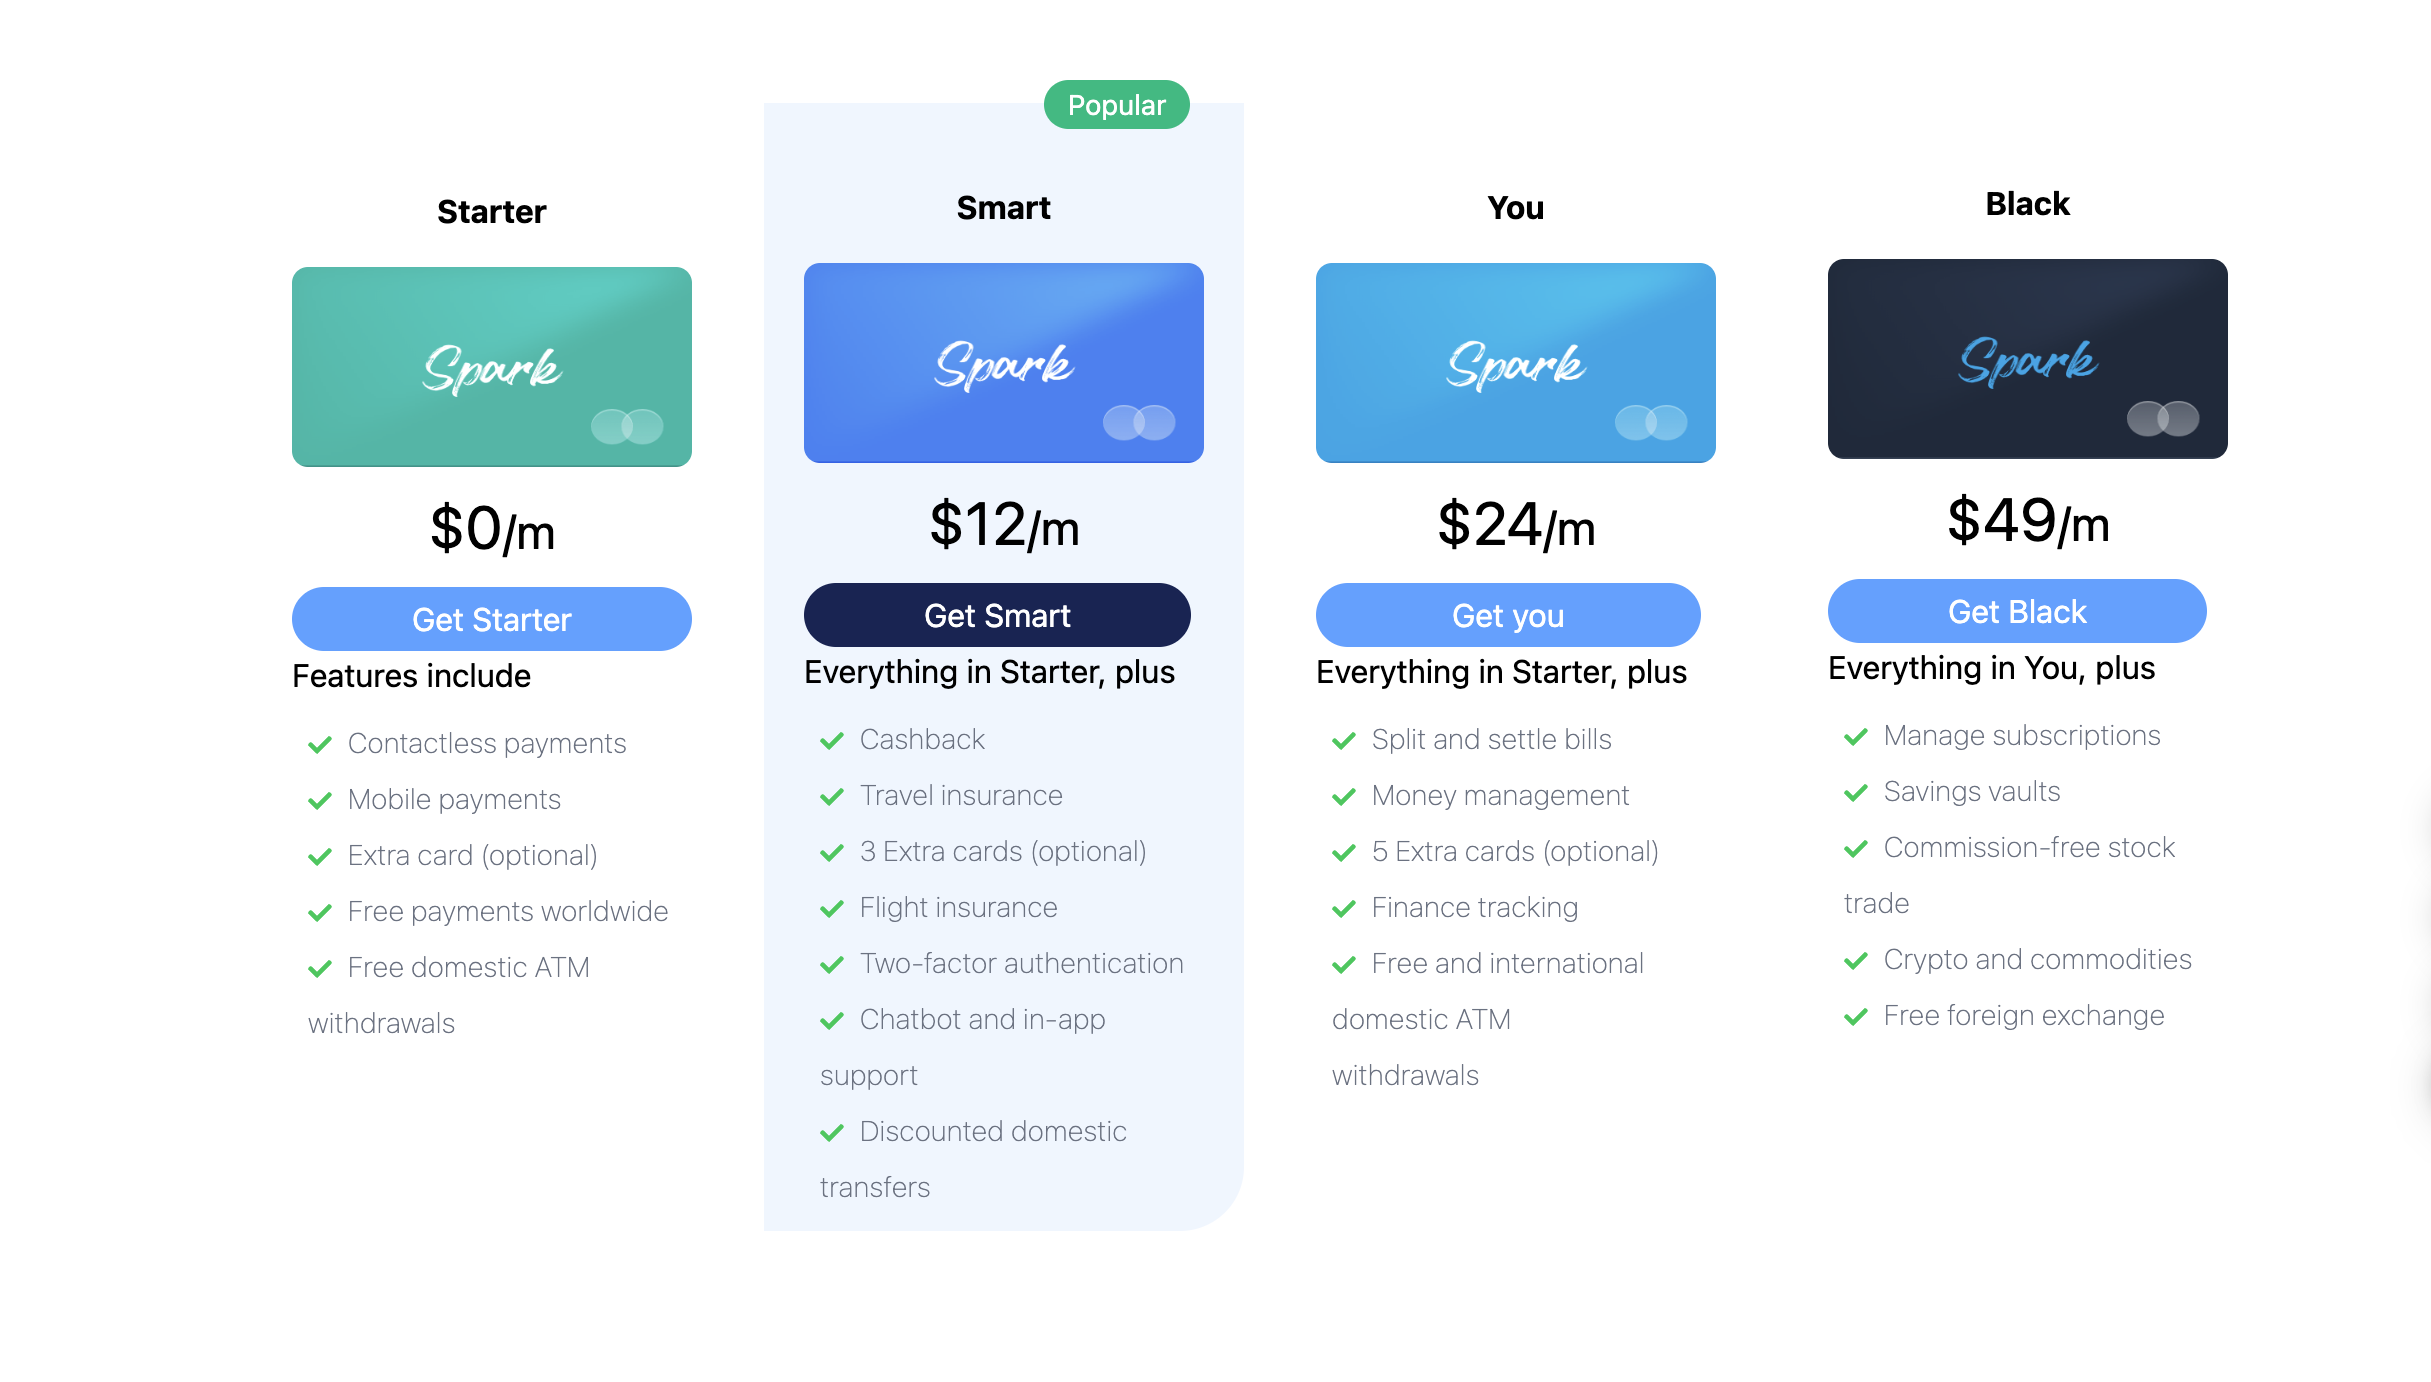 Popular
Starter
Spark
$0/m
Get Starter
Features include
Contactless payments
Mobile payments
Extra card (optional)
Free payments worldwide
Free domestic ATM
withdrawals
Smart
Spark
$12/m
Get Smart
Everything in Starter, plus
Cashback
Travel insurance
3 Extra cards (optional)
Flight insurance
Two-factor authentication
Chatbot and in-app
support
Discounted domestic
transfers
You
Spark
$24/m
Get you
Everything in Starter, plus
Split and settle bills
Money management
5 Extra cards (optional)
Finance tracking
Free and international
domestic ATM
withdrawals
Black
Spark
$49/m
Get Black
Everything in You, plus
Manage subscriptions
Savings vaults
Commission-free stock
trade
Crypto and commodities
Free foreign exchange